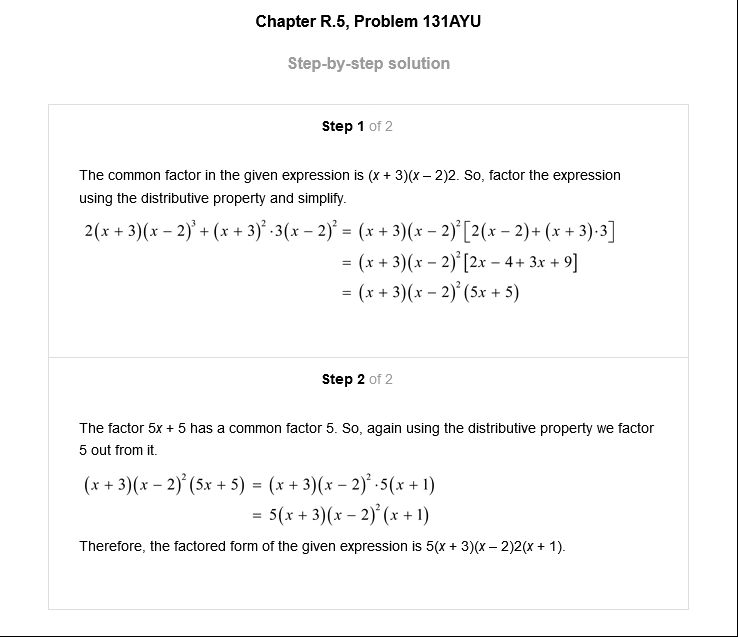 Chapter R.5, Problem 131AYU
Step-by-step solution
Step 1 of 2
The common factor in the given expression is (x + 3)(x – 2)2. So, factor the expression
using the distributive property and simplify.
2(x + 3)(x − 2)³ + (x + 3)² ·3(x − 2)² = (x + 3)(x − 2)² [2(x − 2)+ (x + 3)·3]
= (x + 3)(x − 2)² [2x − 4+ 3x + 9]
= (x + 3)(x − 2)² (5x + 5)
Step 2 of 2
The factor 5x + 5 has a common factor 5. So, again using the distributive property we factor
5 out from it.
(x + 3)(x − 2)² (5x + 5) = (x + 3)(x − 2)² ·5(x + 1)
= 5(x + 3)(x − 2)² (x + 1)
Therefore, the factored form of the given expression is 5(x + 3)(x – 2)2(x + 1).